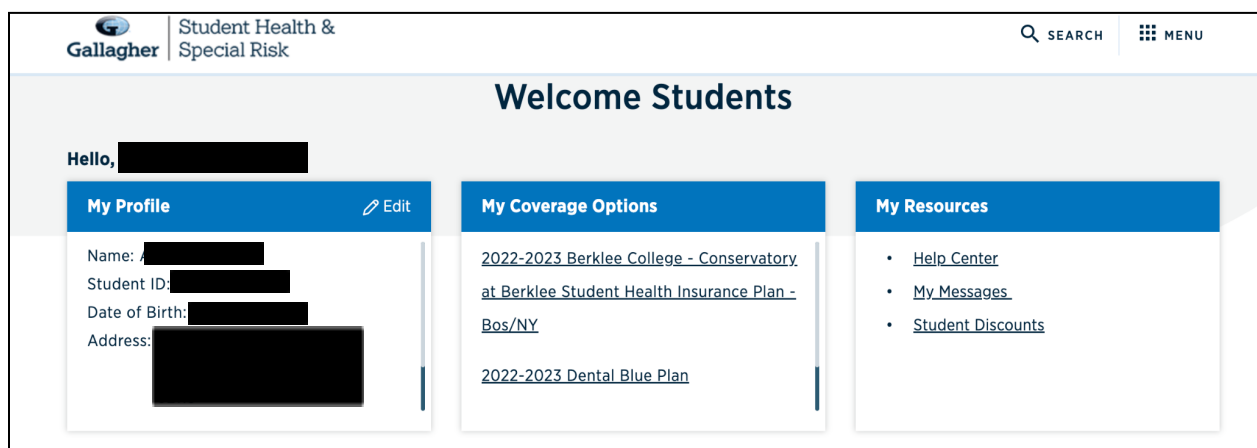 Gallagher
Student Health &
Special Risk
SEARCH
MENU
Welcome Students
Hello,
My Profile
Edit
Name:
Student ID:
Date of Birth:
Address:
My Coverage Options
2022-2023 Berklee College - Conservatory
at Berklee Student Health Insurance Plan -
Bos/NY
2022-2023 Dental Blue Plan
My Resources
• Help Center
• My Messages
• Student Discounts